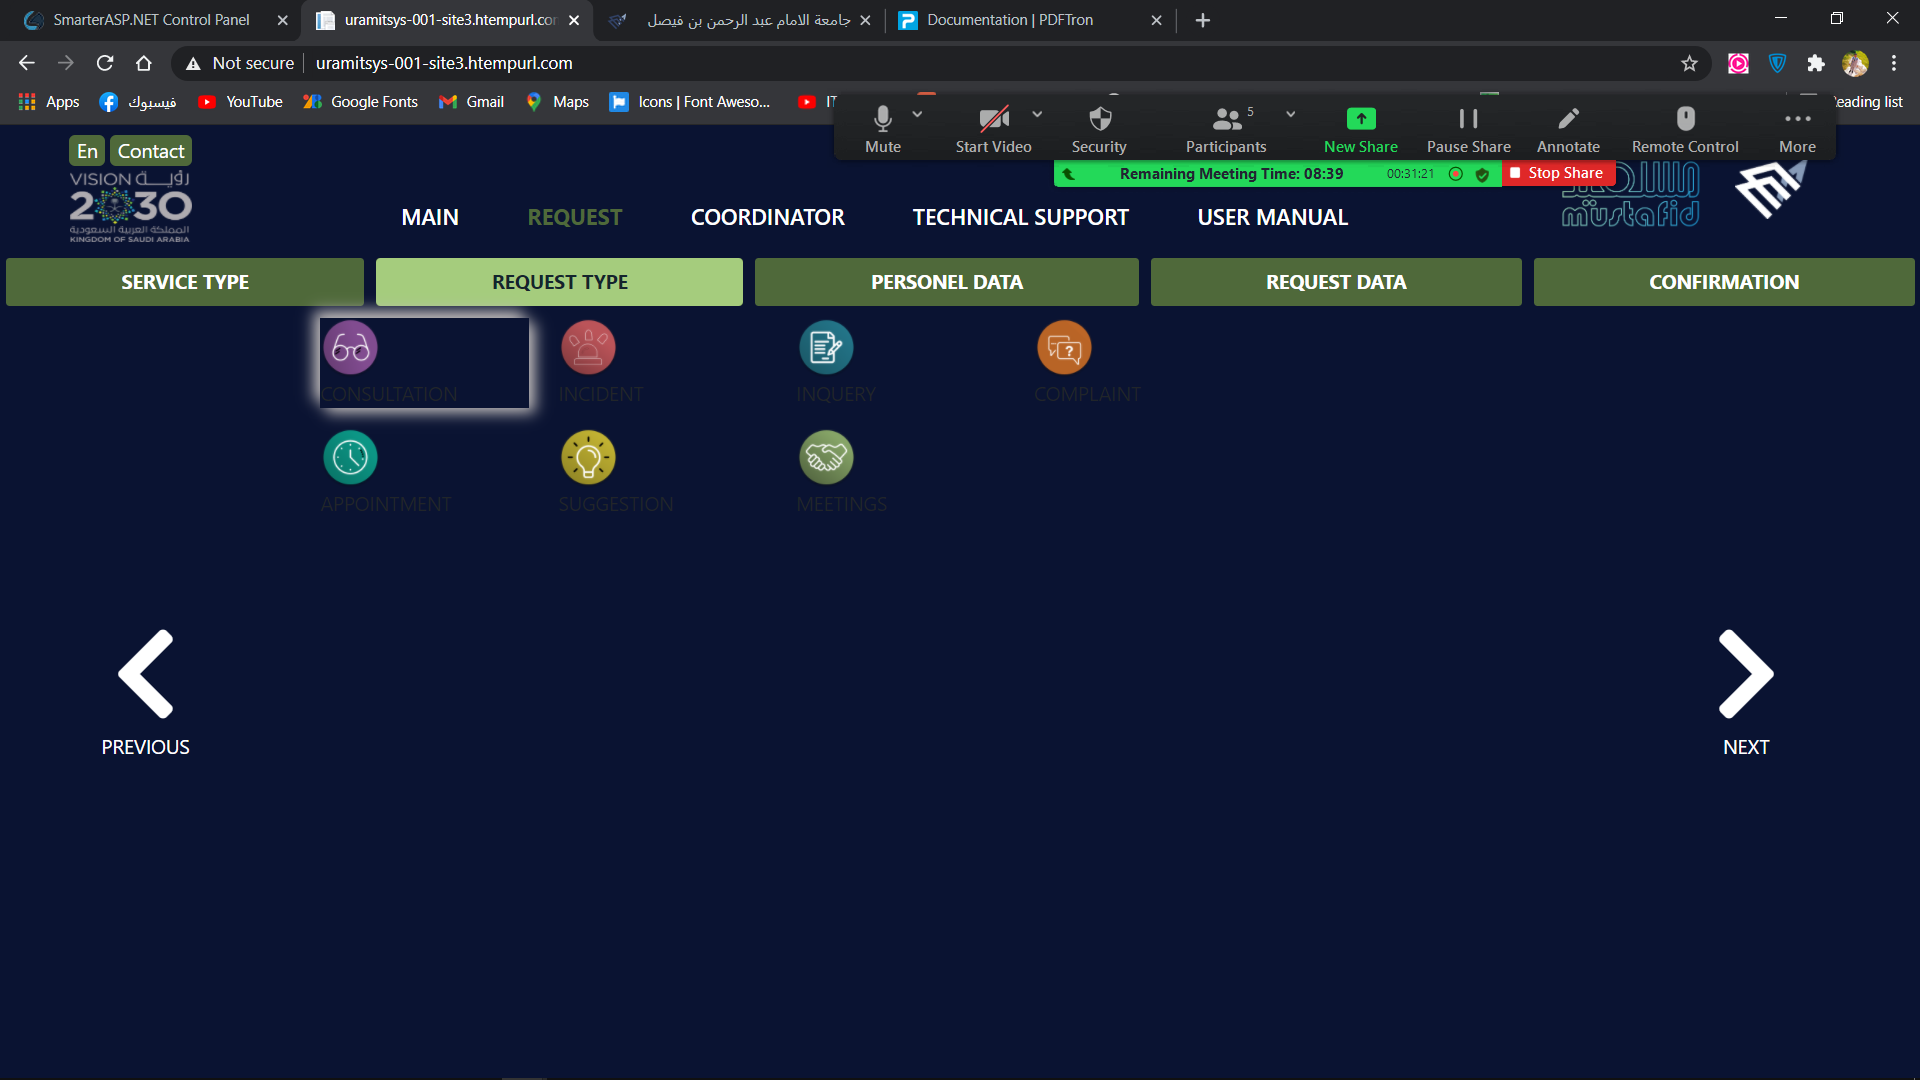 SmarterASP.NET Control Panel
uramitsys-001-site3.htempurl.cor
جامعة الامام عبد الرحمن بن فيصل
Documentation | PDFTron
Not secure
uramitsys-001-site3.htempurl.com
Apps
فيسبوك
YouTube
Google Fonts
Gmail
Maps
Icons | Font Aweso...
IT
eading list
Mute
Start Video
Security
5
Participants
New Share
Pause Share
Annotate
Remote Control
More
Remaining Meeting Time: 08:39
00:31:21
Stop Share
En
Contact
VISION رؤيــة
2030
المملكة العربية السعودية
KINGDOM OF SAUDI ARABIA
MAIN
REQUEST
COORDINATOR
TECHNICAL SUPPORT
USER MANUAL
müstafid
SERVICE TYPE
REQUEST TYPE
PERSONEL DATA
REQUEST DATA
CONFIRMATION
CONSULTATION
INCIDENT
INQUERY
COMPLAINT
APPOINTMENT
SUGGESTION
MEETINGS
PREVIOUS
NEXT